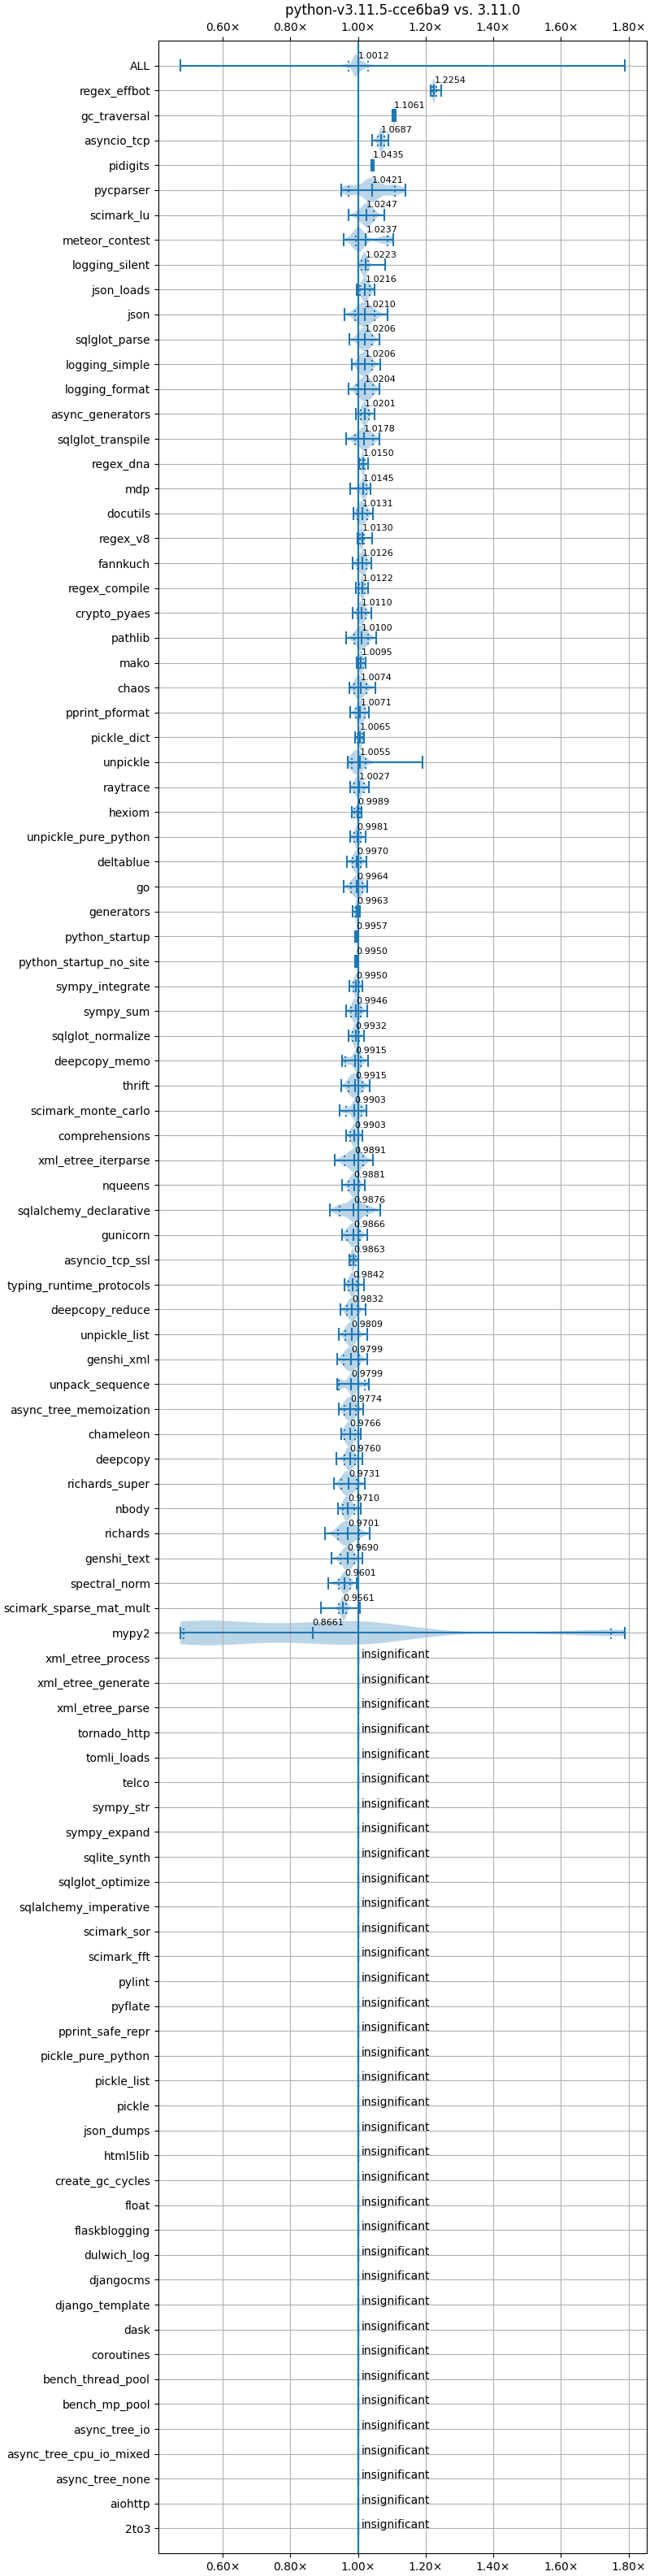 python-v3.11.5-cce6ba9 vs. 3.11.0
0.60× 0.80× 1.00× 1.20× 1.40× 1.60× 1.80×
ALL 1.0012
regex_effbot 1.2254
gc_traversal 1.1061
asyncio_tcp 1.0687
pidigits 1.0435
pycparser 1.0421
scimark_lu 1.0247
meteor_contest 1.0237
logging_silent 1.0223
json_loads 1.0216
json 1.0210
sqlglot_parse 1.0206
logging_simple 1.0206
logging_format 1.0204
async_generators 1.0201
sqlglot_transpile 1.0178
regex_dna 1.0150
mdp 1.0145
docutils 1.0131
regex_v8 1.0130
fannkuch 1.0126
regex_compile 1.0122
crypto_pyaes 1.0110
pathlib 1.0100
mako 1.0095
chaos 1.0074
pprint_pformat 1.0071
pickle_dict 1.0065
unpickle 1.0055
raytrace 1.0027
hexiom 0.9989
unpickle_pure_python 0.9981
deltablue 0.9970
go 0.9964
generators 0.9963
python_startup 0.9957
python_startup_no_site 0.9950
sympy_integrate 0.9950
sympy_sum 0.9946
sqlglot_normalize 0.9932
deepcopy_memo 0.9915
thrift 0.9915
scimark_monte_carlo 0.9903
comprehensions 0.9903
xml_etree_iterparse 0.9891
nqueens 0.9881
sqlalchemy_declarative 0.9876
gunicorn 0.9866
asyncio_tcp_ssl 0.9863
typing_runtime_protocols 0.9842
deepcopy_reduce 0.9832
unpickle_list 0.9809
genshi_xml 0.9799
unpack_sequence 0.9799
async_tree_memoization 0.9774
chameleon 0.9766
deepcopy 0.9760
richards_super 0.9731
nbody 0.9710
richards 0.9701
genshi_text 0.9690
spectral_norm 0.9601
scimark_sparse_mat_mult 0.9561
mypy2 0.8661
xml_etree_process insignificant
xml_etree_generate insignificant
xml_etree_parse insignificant
tornado_http insignificant
tomli_loads insignificant
telco insignificant
sympy_str insignificant
sympy_expand insignificant
sqlite_synth insignificant
sqlglot_optimize insignificant
sqlalchemy_imperative insignificant
scimark_sor insignificant
scimark_fft insignificant
pylint insignificant
pyflate insignificant
pprint_safe_repr insignificant
pickle_pure_python insignificant
pickle_list insignificant
pickle insignificant
json_dumps insignificant
html5lib insignificant
create_gc_cycles insignificant
float insignificant
flaskblogging insignificant
dulwich_log insignificant
djangocms insignificant
django_template insignificant
dask insignificant
coroutines insignificant
bench_thread_pool insignificant
bench_mp_pool insignificant
async_tree_io insignificant
async_tree_cpu_io_mixed insignificant
async_tree_none insignificant
aiohttp insignificant
2to3 insignificant
0.60× 0.80× 1.00× 1.20× 1.40× 1.60× 1.80×